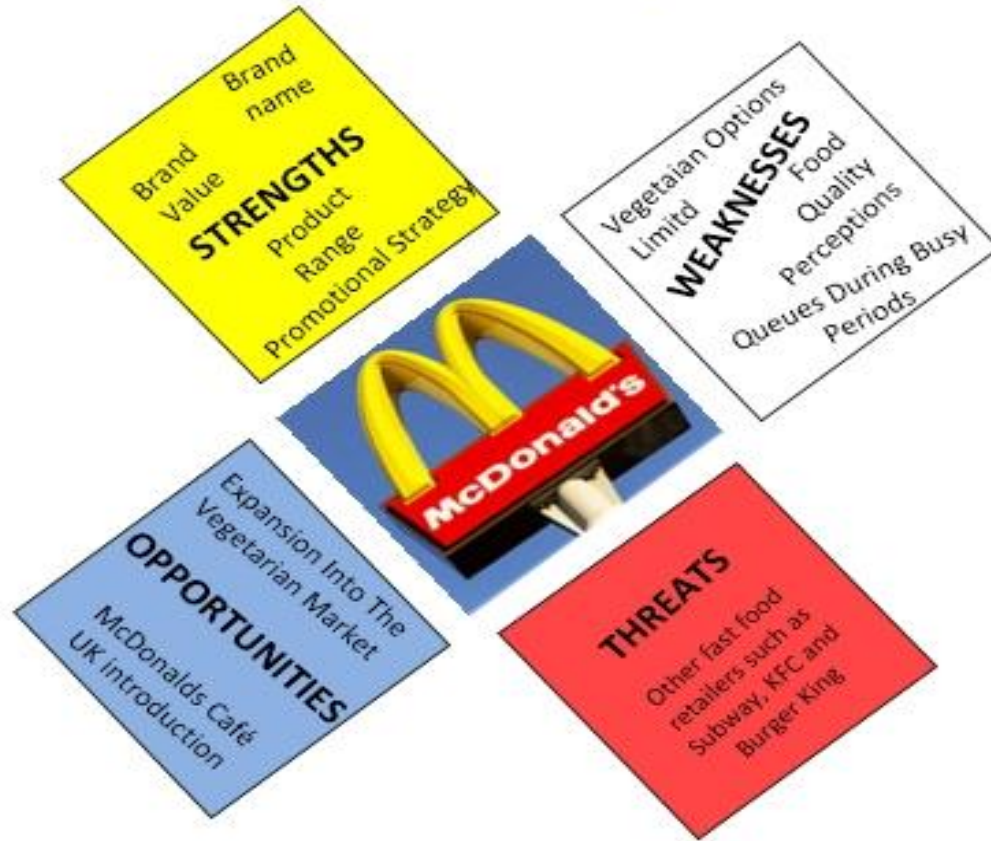 Brand
name
Brand
Value
STRENGTHS
Product
Range
Promotional Strategy
Vegetaian Options
Limitd
WEAKNESSES
Food
Quality
Perceptions
Queues During Busy
Periods
McDonald's
Expansion Into The
Vegetarian Market
OPPORTUNITIES
McDonalds Café
UK introduction
THREATS
Other fast food
retailers such as
Subway, KFC and
Burger King